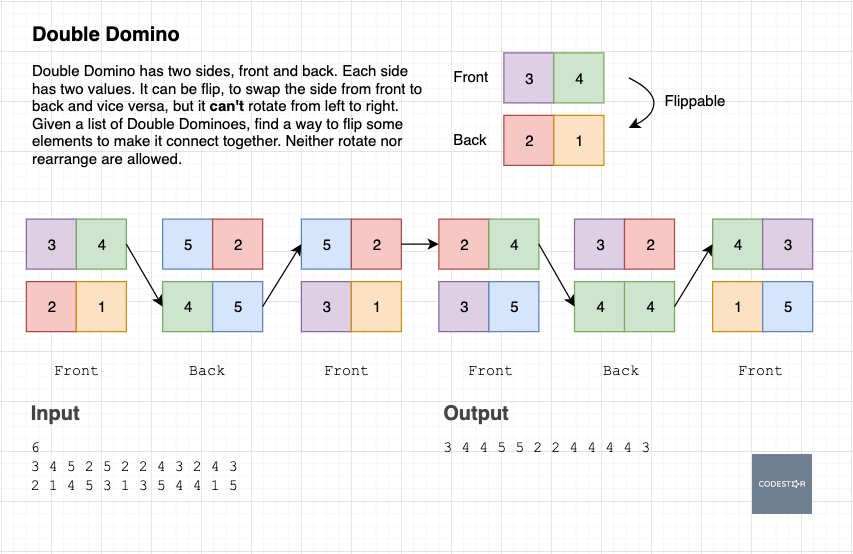 Double Domino
Double Domino has two sides, front and back. Each side
has two values. It can be flip, to swap the side from front to
back and vice versa, but it can't rotate from left to right.
Given a list of Double Dominoes, find a way to flip some
elements to make it connect together. Neither rotate nor
rearrange are allowed.
Front 3 4
Flippable
Back 2 1
3 4 5 2 5 2 2 4 3 2 4 3
2 1 4 5 3 1 3 5 4 4 1 5
Front Back Front Front Back Front
Input
6
3 4 5 2 5 2 2 4 3 2 4 3
2 1 4 5 3 1 3 5 4 4 1 5
Output
3 4 4 5 5 2 2 4 4 4 4 3
CODESTAR